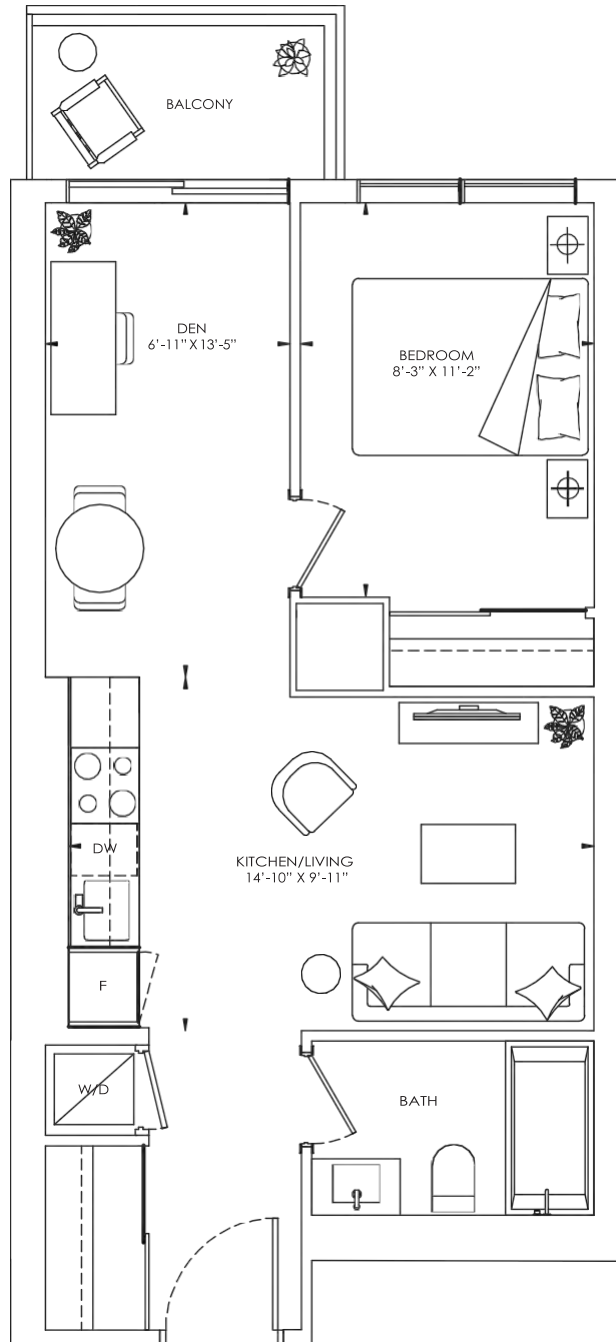 BALCONY
DEN
6'-11" X 13'-5"
BEDROOM
8'-3" X 11'-2"
DW
KITCHEN/LIVING
14'-10" X 9'-11"
F
W/D
BATH